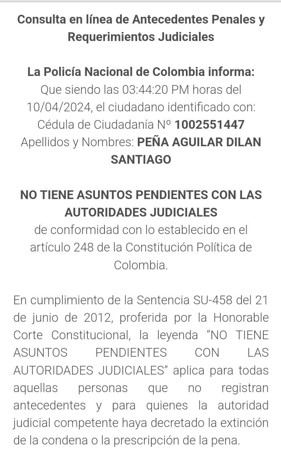 Consulta en línea de Antecedentes Penales y
Requerimientos Judiciales
La Policía Nacional de Colombia informa:
Que siendo las 03:44:20 PM horas del
10/04/2024, el ciudadano identificado con:
Cédula de Ciudadanía Nº 1002551447
Apellidos y Nombres: PEÑA AGUILAR DILAN
SANTIAGO
NO TIENE ASUNTOS PENDIENTES CON LAS
AUTORIDADES JUDICIALES
de conformidad con lo establecido en el
artículo 248 de la Constitución Política de
Colombia.
En cumplimiento de la Sentencia SU-458 del 21
de junio de 2012, proferida por la Honorable
Corte Constitucional, la leyenda “NO TIENE
ASUNTOS PENDIENTES CON LAS
AUTORIDADES JUDICIALES” aplica para todas
aquellas personas que no registran
antecedentes y para quienes la autoridad
judicial competente haya decretado la extinción
de la condena o la prescripción de la pena.